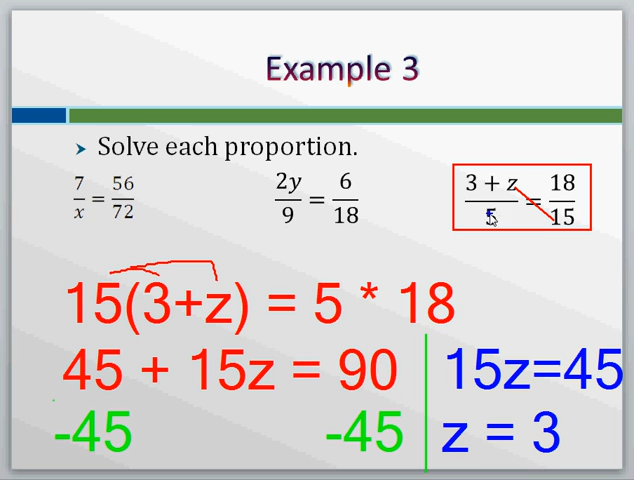 Example 3
Solve each proportion.
7/x = 56/72
2y/9 = 6/18
3 + z/5 = 18/15
15(3+z) = 5 * 18
45 + 15z = 90
-45 -45
15z=45
z = 3